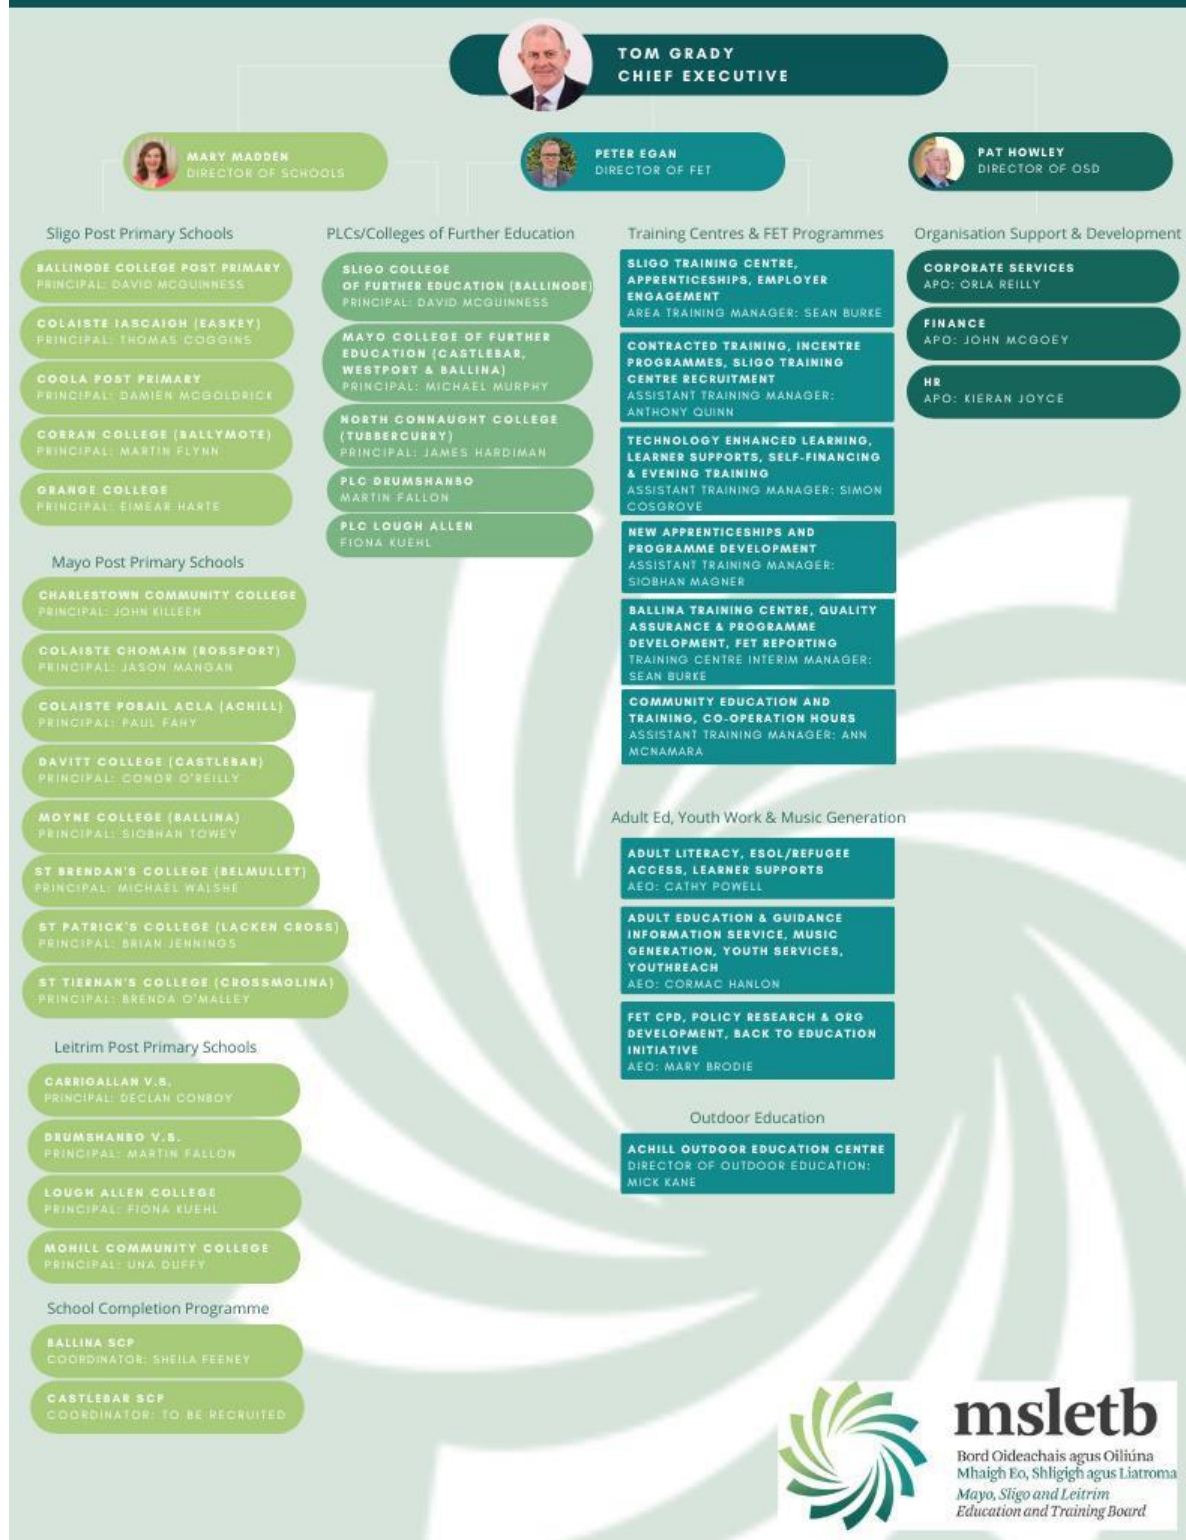 TOM GRADY
CHIEF EXECUTIVE
MARY MADDEN
DIRECTOR OF SCHOOLS
PETER EGAN
DIRECTOR OF FET
PAT HOWLEY
DIRECTOR OF OSD
Sligo Post Primary Schools
BALLINODE COLLEGE POST PRIMARY
PRINCIPAL: DAVID MCGUINNESS
COLAISTE IASCAIGH (EASKEY)
PRINCIPAL: THOMAS COGGINS
COOLA POST PRIMARY
PRINCIPAL: DAMIEN MCGOLDRICK
CORRAN COLLEGE (BALLYMOTE)
PRINCIPAL: MARTIN FLYNN
GRANGE COLLEGE
PRINCIPAL: EIMEAR HARTE
Mayo Post Primary Schools
CHARLESTOWN COMMUNITY COLLEGE
PRINCIPAL: JOHN KILLEEN
COLAISTE CHOMAIN (ROSSPORT)
PRINCIPAL: JASON MANGAN
COLAISTE POBAIL ACLA (ACHILL)
PRINCIPAL: PAUL FAHY
DAVITT COLLEGE (CASTLEBAR)
PRINCIPAL: CONOR O'REILLY
MOYNE COLLEGE (BALLINA)
PRINCIPAL: SIOBHAN TOWEY
ST BRENDAN'S COLLEGE (BELMULLET)
PRINCIPAL: MICHAEL WALSHE
ST PATRICK'S COLLEGE (LACKEN CROSS)
PRINCIPAL: BRIAN JENNINGS
ST TIERNAN'S COLLEGE (CROSSMOLINA)
PRINCIPAL: BRENDA O'MALLEY
Leitrim Post Primary Schools
CARRIGALLAN V.S.
PRINCIPAL: DECLAN CONBOY
DRUMSHANBO V.S.
PRINCIPAL: MARTIN FALLON
LOUGH ALLEN COLLEGE
PRINCIPAL: FIONA KUEHL
MOHILL COMMUNITY COLLEGE
PRINCIPAL: UNA DUFFY
School Completion Programme
BALLINA SCP
COORDINATOR: SHEILA FEENEY
CASTLEBAR SCP
COORDINATOR: TO BE RECRUITED
PLCs/Colleges of Further Education
SLIGO COLLEGE
OF FURTHER EDUCATION (BALLINODE)
PRINCIPAL: DAVID MCGUINNESS
MAYO COLLEGE OF FURTHER
EDUCATION (CASTLEBAR,
WESTPORT & BALLINA)
PRINCIPAL: MICHAEL MURPHY
NORTH CONNAUGHT COLLEGE
(TUBBERCURRY)
PRINCIPAL: JAMES HARDIMAN
PLC DRUMSHANBO
MARTIN FALLON
PLC LOUGH ALLEN
FIONA KUEHL
Training Centres & FET Programmes
SLIGO TRAINING CENTRE,
APPRENTICESHIPS, EMPLOYER
ENGAGEMENT
AREA TRAINING MANAGER: SEAN BURKE
CONTRACTED TRAINING, INCENTRE
PROGRAMMES, SLIGO TRAINING
CENTRE RECRUITMENT
ASSISTANT TRAINING MANAGER:
ANTHONY QUINN
TECHNOLOGY ENHANCED LEARNING,
LEARNER SUPPORTS, SELF-FINANCING
& EVENING TRAINING
ASSISTANT TRAINING MANAGER: SIMON
COSGROVE
NEW APPRENTICESHIPS AND
PROGRAMME DEVELOPMENT
ASSISTANT TRAINING MANAGER:
SIOBHAN MAGNER
BALLINA TRAINING CENTRE, QUALITY
ASSURANCE & PROGRAMME
DEVELOPMENT, FET REPORTING
TRAINING CENTRE INTERIM MANAGER:
SEAN BURKE
COMMUNITY EDUCATION AND
TRAINING, CO-OPERATION HOURS
ASSISTANT TRAINING MANAGER: ANN
MCNAMARA
Adult Ed, Youth Work & Music Generation
ADULT LITERACY, ESOL/REFUGEE
ACCESS, LEARNER SUPPORTS
AEO: CATHY POWELL
ADULT EDUCATION & GUIDANCE
INFORMATION SERVICE, MUSIC
GENERATION, YOUTH SERVICES,
YOUTHREACH
AEO: CORMAC HANLON
FET CPD, POLICY RESEARCH & ORG
DEVELOPMENT, BACK TO EDUCATION
INITIATIVE
AEO: MARY BRODIE
Outdoor Education
ACHILL OUTDOOR EDUCATION CENTRE
DIRECTOR OF OUTDOOR EDUCATION:
MICK KANE
Organisation Support & Development
CORPORATE SERVICES
APO: ORLA REILLY
FINANCE
APO: JOHN MCGOEY
HR
APO: KIERAN JOYCE
msletb
Bord Oideachais agus Oiliúna
Mhaigh Eo, Shligigh agus Liatroma
Mayo, Sligo and Leitrim
Education and Training Board